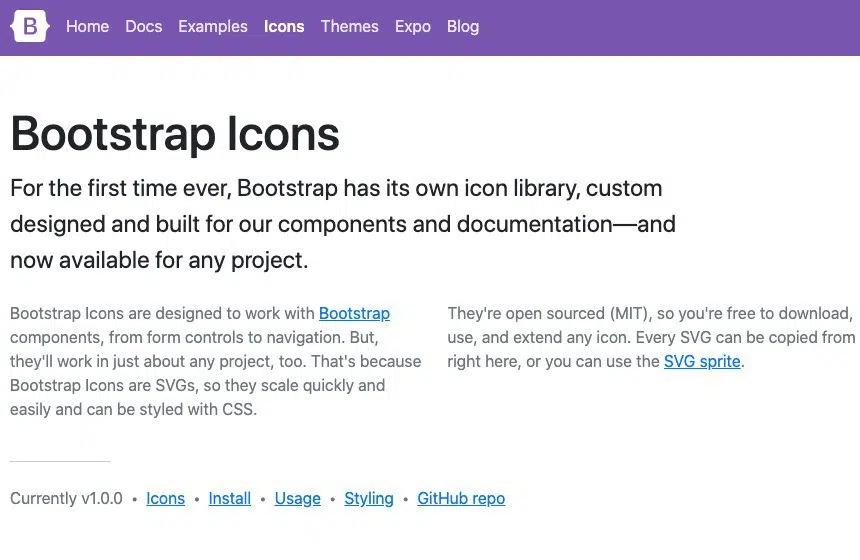 B Home Docs Examples Icons Themes Expo Blog
Bootstrap Icons
For the first time ever, Bootstrap has its own icon library, custom
designed and built for our components and documentation—and
now available for any project.
Bootstrap Icons are designed to work with Bootstrap
components, from form controls to navigation. But,
they'll work in just about any project, too. That's because
Bootstrap Icons are SVGs, so they scale quickly and
easily and can be styled with CSS.
They're open sourced (MIT), so you're free to download,
use, and extend any icon. Every SVG can be copied from
right here, or you can use the SVG sprite.
Currently v1.0.0 • Icons • Install • Usage • Styling • GitHub repo